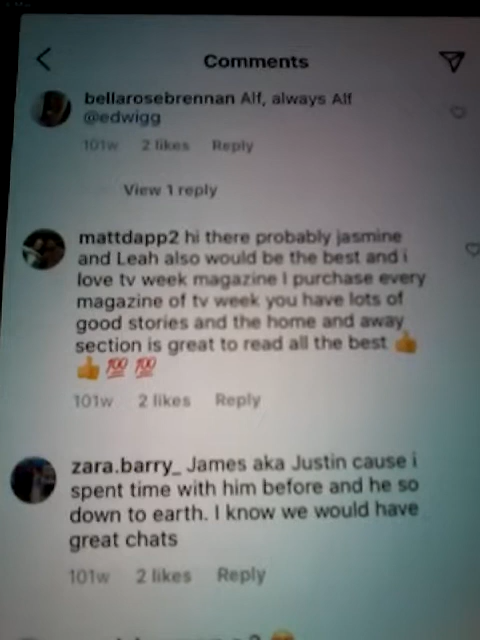 Comments
bellarosebrennan Alf, always Alf
@edwigg
101w 2 likes Reply
View 1 reply
mattdapp2 hi there probably jasmine
and Leah also would be the best and i
love tv week magazine I purchase every
magazine of tv week you have lots of
good stories and the home and away
section is great to read all the best 👍
👍 💯 💯
101w 2 likes Reply
zara.barry_ James aka Justin cause i
spent time with him before and he so
down to earth. I know we would have
great chats
101w 2 likes Reply